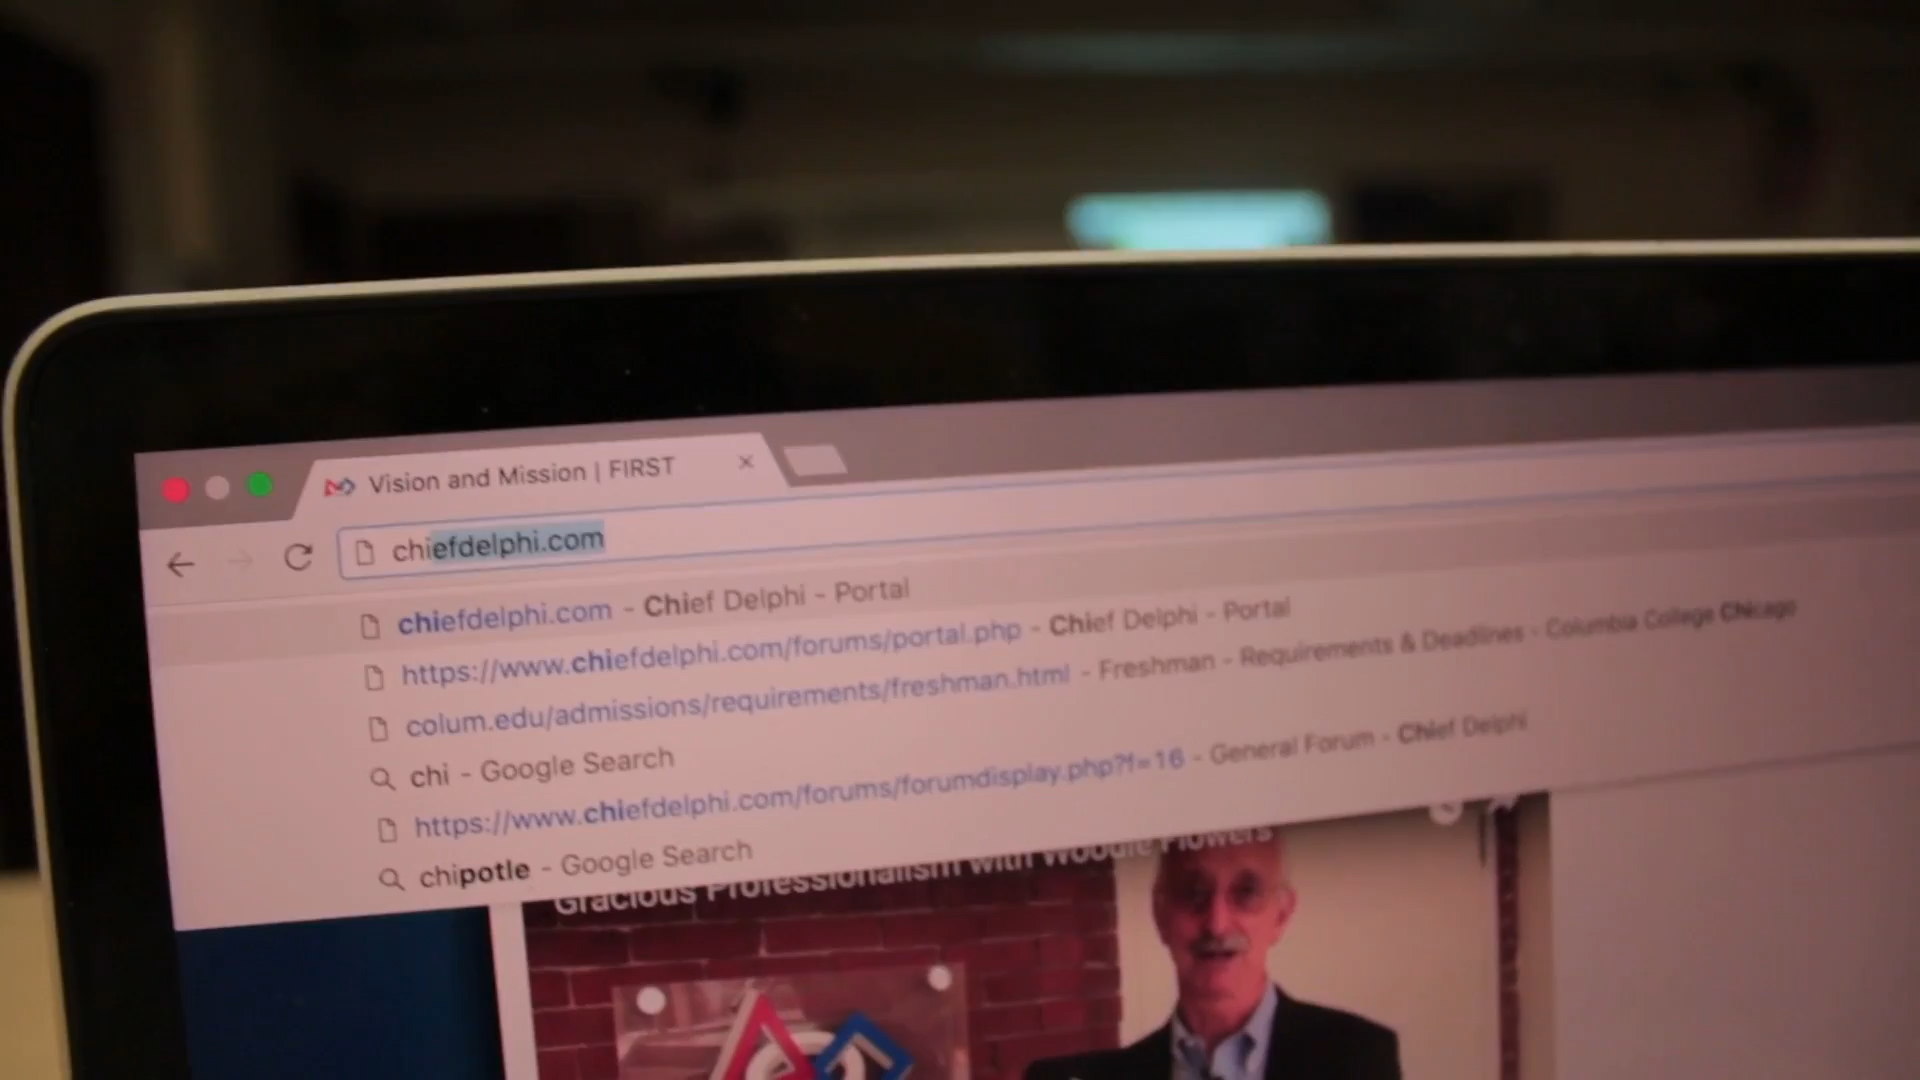 Vision and Mission | FIRST
chiefdelphi.com
chiefdelphi.com - Chief Delphi - Portal
https://www.chiefdelphi.com/forums/portal.php - Chief Delphi - Portal
colum.edu/admissions/requirements/freshman.html - Freshman - Requirements & Deadlines - Columbia College Chicago
chi - Google Search
https://www.chiefdelphi.com/forums/forumdisplay.php?f=16 - General Forum - Chief Delphi
chipotle - Google Search
Gracious Professionalism with Woodie Flowers